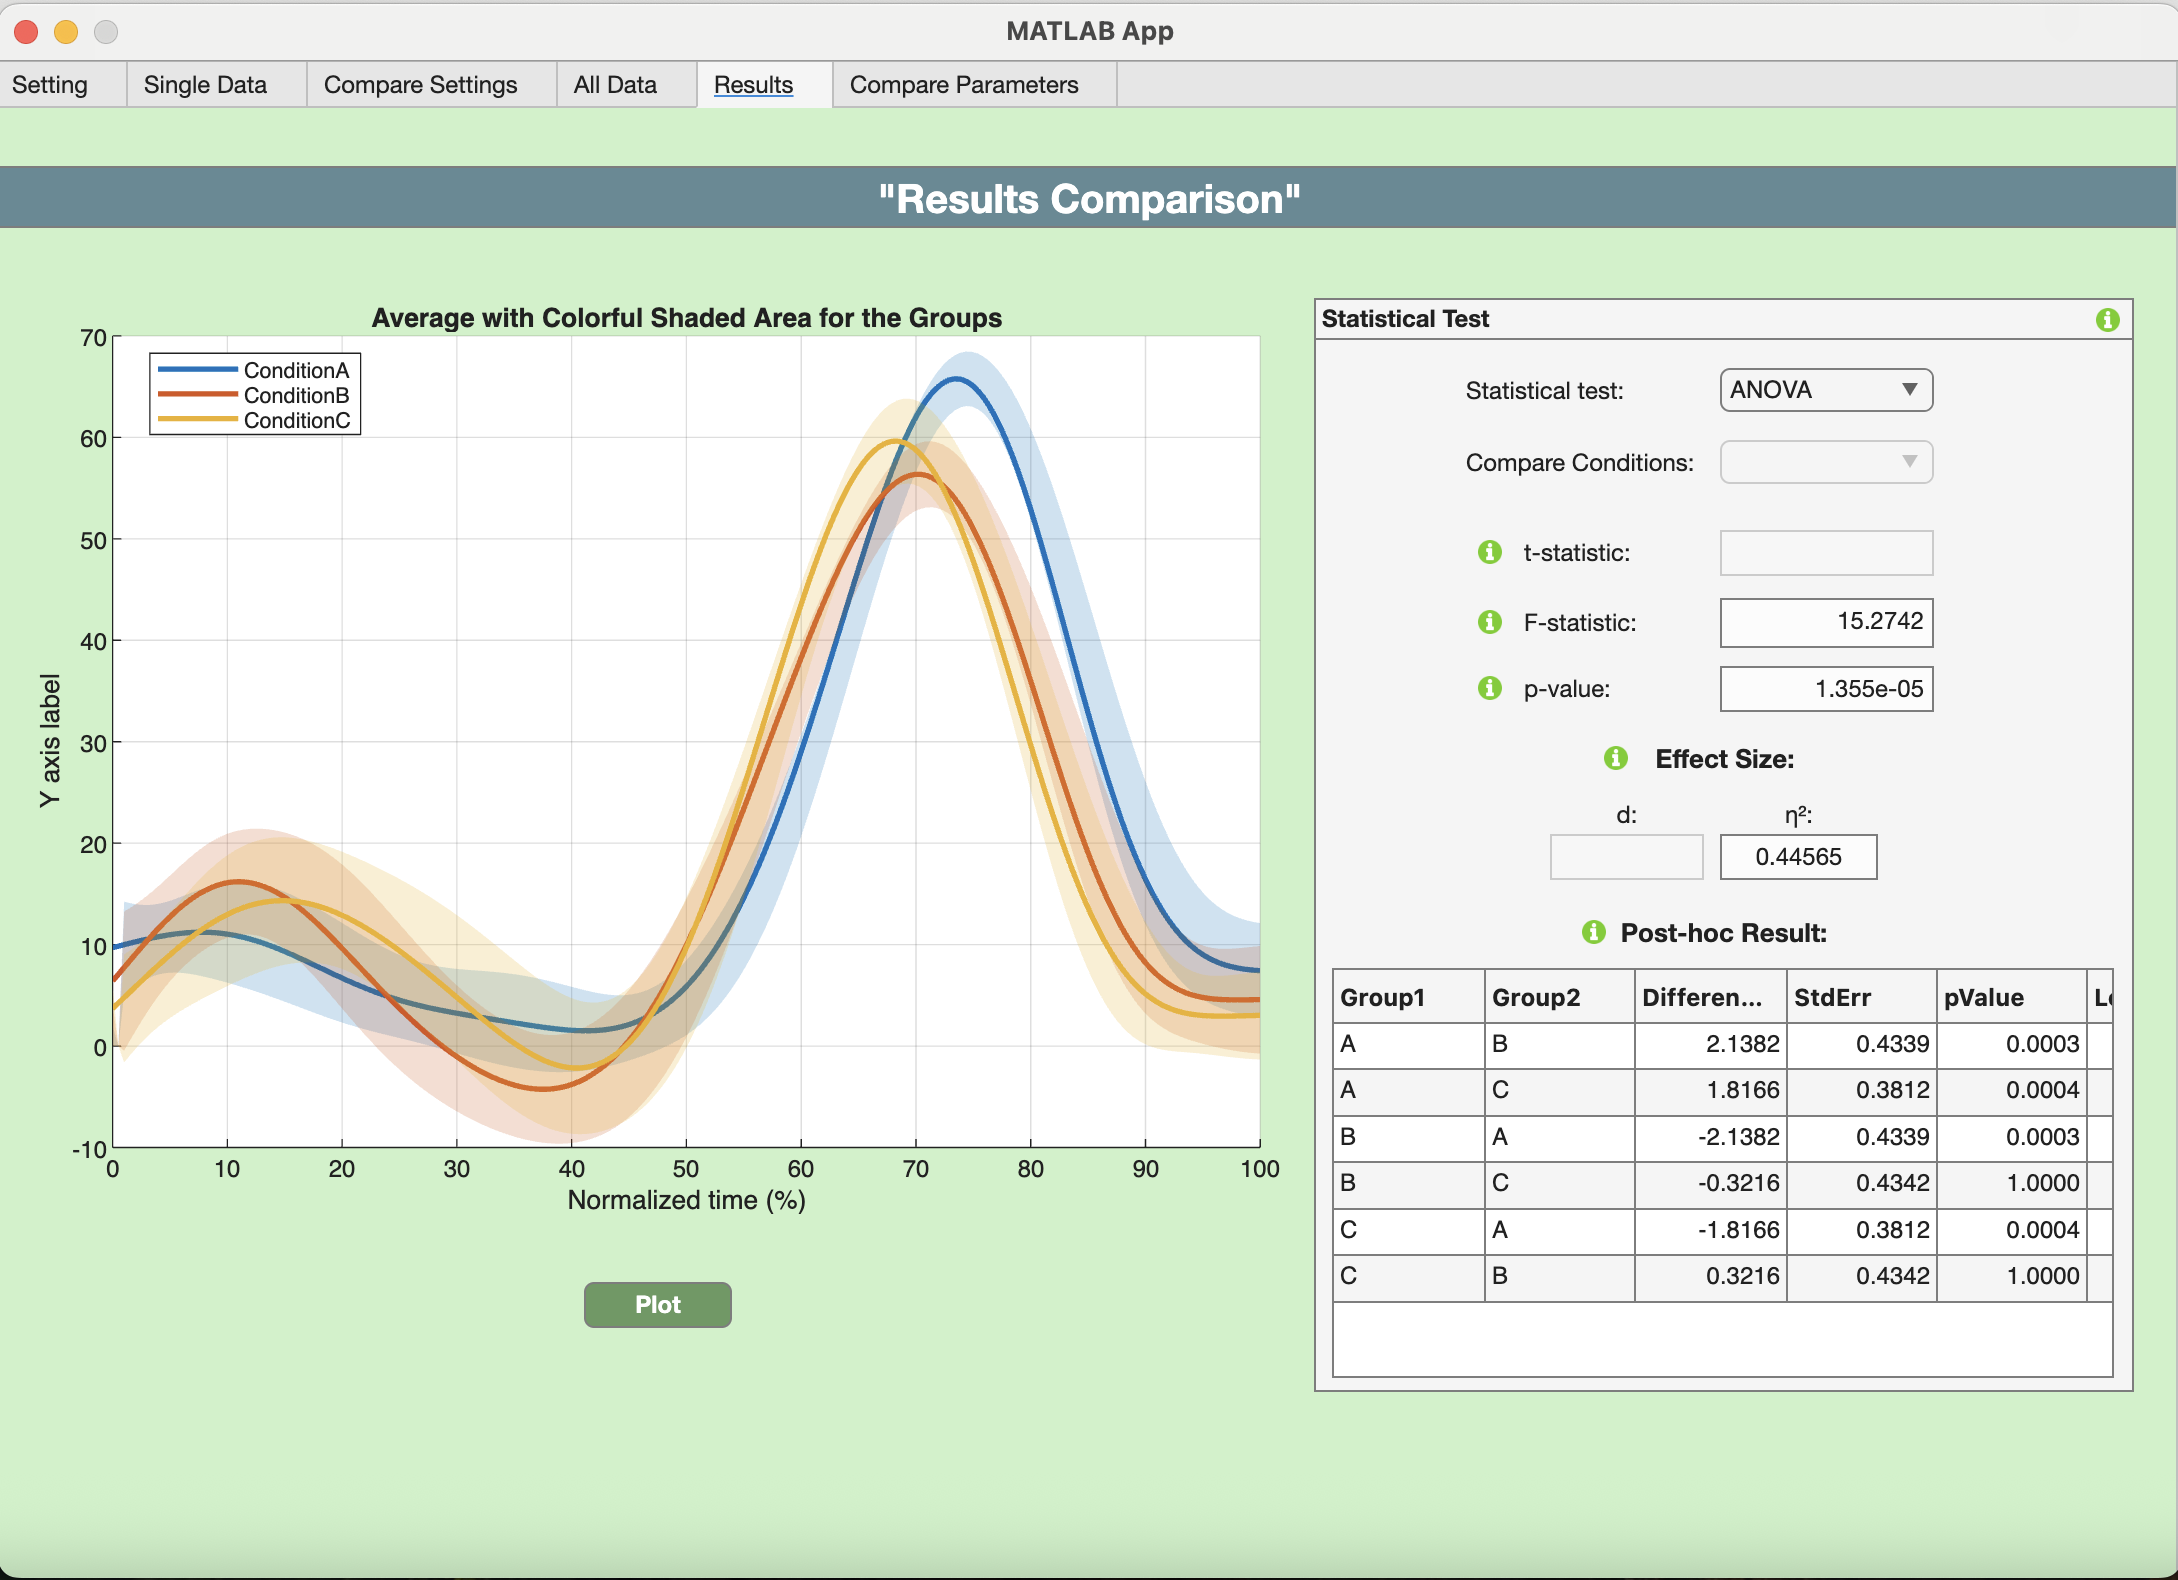 MATLAB App
Setting Single Data Compare Settings All Data Results Compare Parameters
"Results Comparison"
Average with Colorful Shaded Area for the Groups
ConditionA
ConditionB
ConditionC
70
60
50
40
30
20
10
0
-10
Y axis label
0 10 20 30 40 50 60 70 80 90 100
Normalized time (%)
Plot
Statistical Test
Statistical test: ANOVA
Compare Conditions:
t-statistic:
F-statistic: 15.2742
p-value: 1.355e-05
Effect Size:
d: η²:
0.44565
Post-hoc Result:
Group1 Group2 Differen... StdErr pValue
A B 2.1382 0.4339 0.0003
A C 1.8166 0.3812 0.0004
B A -2.1382 0.4339 0.0003
B C -0.3216 0.4342 1.0000
C A -1.8166 0.3812 0.0004
C B 0.3216 0.4342 1.0000